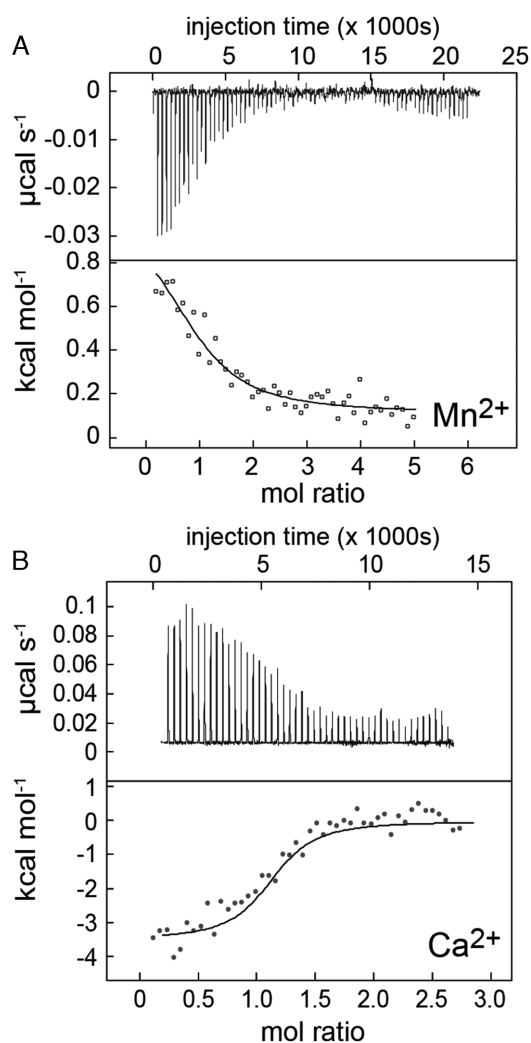 A
injection time (x 1000s)
0 5 10 15 20 25
µcal s⁻¹
0
-0.01
-0.02
-0.03
kcal mol⁻¹
0.8
0.6
0.4
0.2
0
Mn²⁺
0 1 2 3 4 5 6
mol ratio
B
injection time (x 1000s)
0 5 10 15
µcal s⁻¹
0.1
0.08
0.06
0.04
0.02
0
kcal mol⁻¹
1
0
-1
-2
-3
-4
Ca²⁺
0 0.5 1.0 1.5 2.0 2.5 3.0
mol ratio